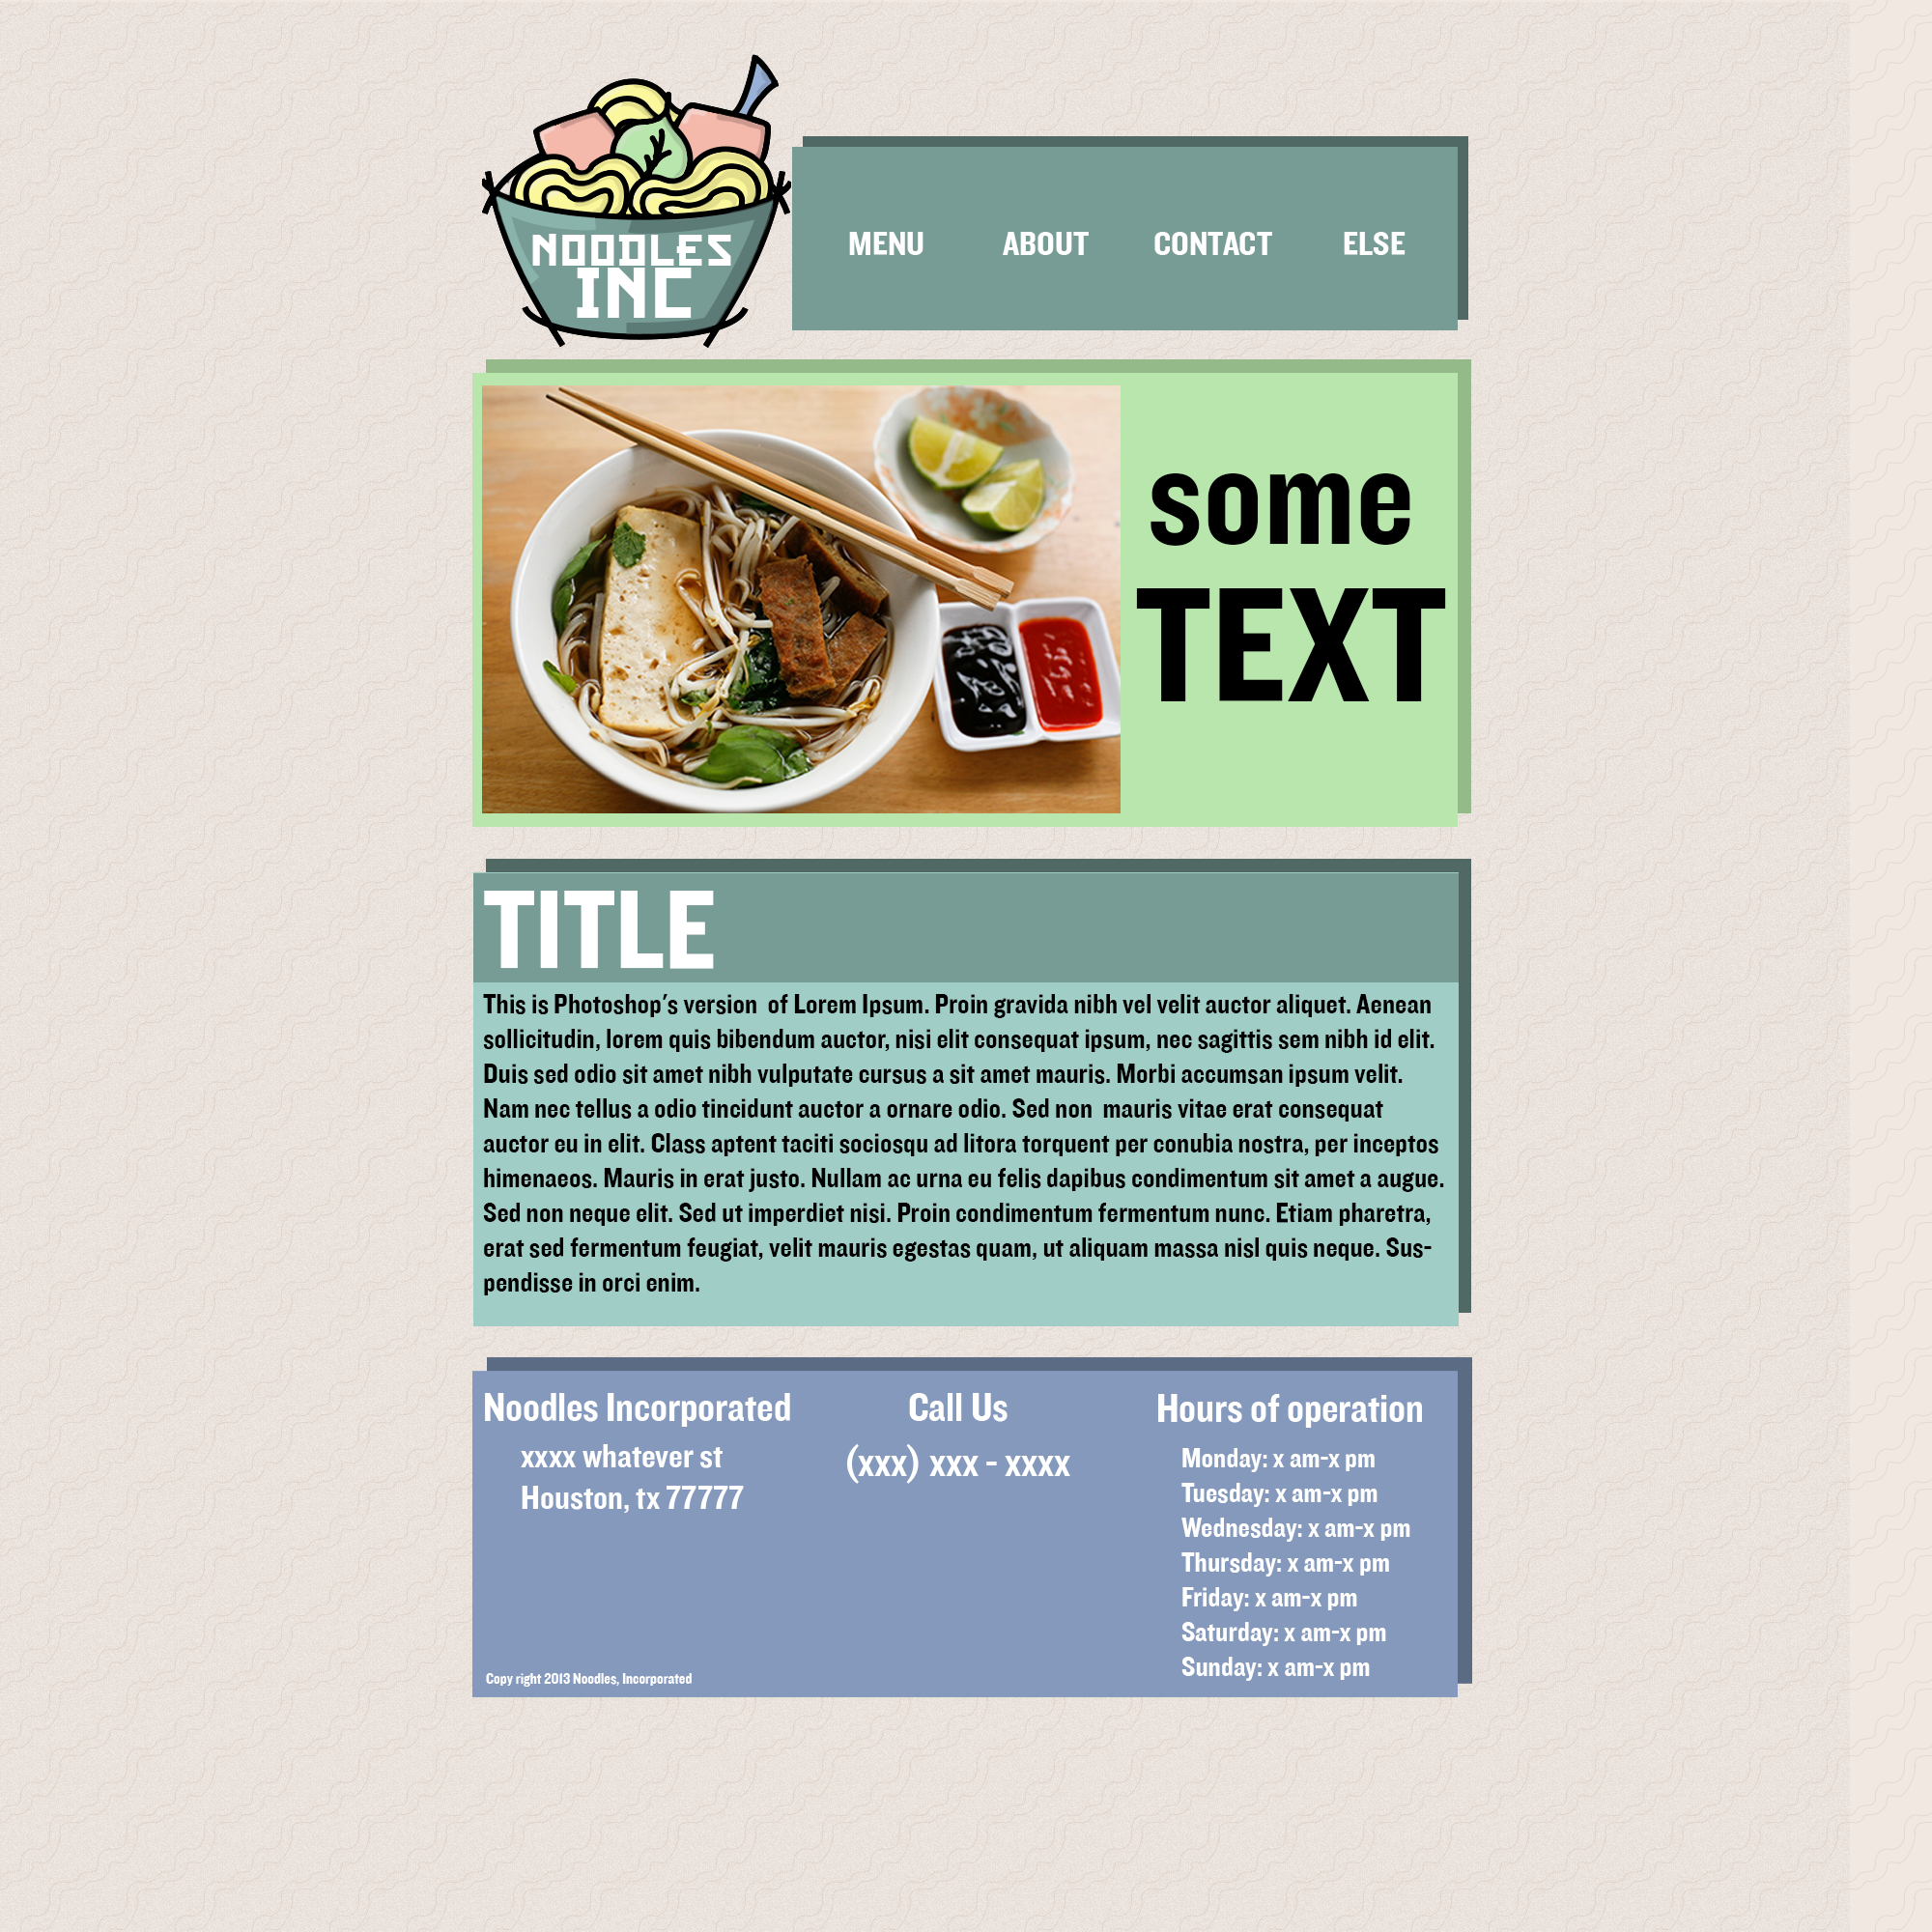 NOODLES
INC
MENU ABOUT CONTACT ELSE
some
TEXT
TITLE
This is Photoshop's version  of Lorem Ipsum. Proin gravida nibh vel velit auctor aliquet. Aenean
sollicitudin, lorem quis bibendum auctor, nisi elit consequat ipsum, nec sagittis sem nibh id elit.
Duis sed odio sit amet nibh vulputate cursus a sit amet mauris. Morbi accumsan ipsum velit.
Nam nec tellus a odio tincidunt auctor a ornare odio. Sed non  mauris vitae erat consequat
auctor eu in elit. Class aptent taciti sociosqu ad litora torquent per conubia nostra, per inceptos
himenaeos. Mauris in erat justo. Nullam ac urna eu felis dapibus condimentum sit amet a augue.
Sed non neque elit. Sed ut imperdiet nisi. Proin condimentum fermentum nunc. Etiam pharetra,
erat sed fermentum feugiat, velit mauris egestas quam, ut aliquam massa nisl quis neque. Sus-
pendisse in orci enim.
Noodles Incorporated
xxxx whatever st
Houston, tx 77777
Call Us
(xxx) xxx - xxxx
Hours of operation
Monday: x am-x pm
Tuesday: x am-x pm
Wednesday: x am-x pm
Thursday: x am-x pm
Friday: x am-x pm
Saturday: x am-x pm
Sunday: x am-x pm
Copy right 2013 Noodles, Incorporated